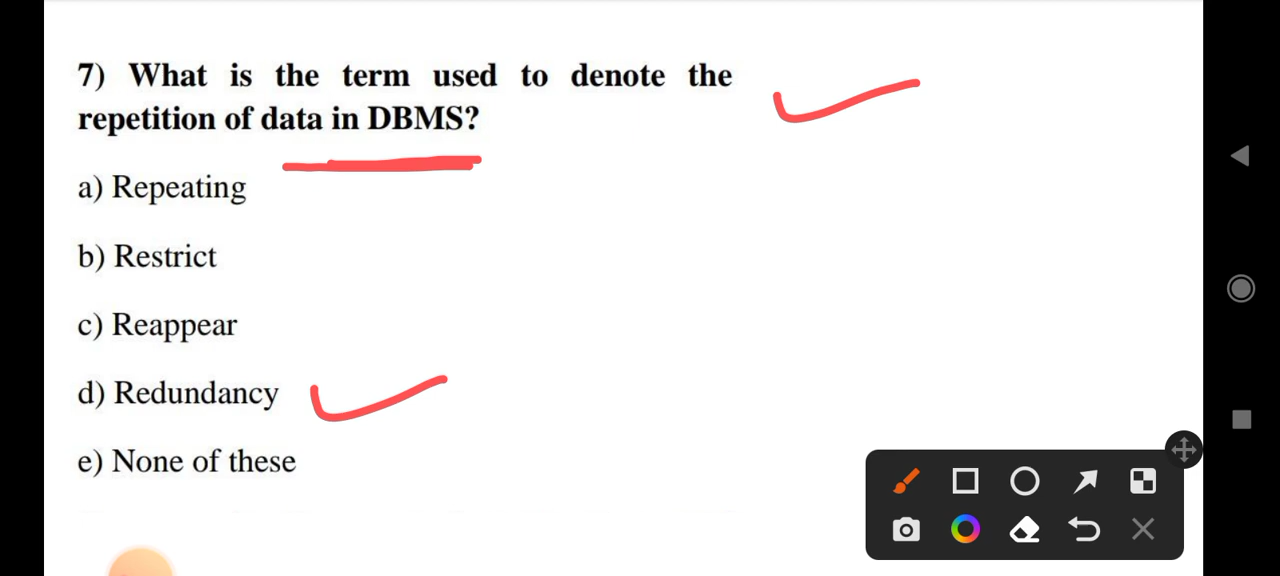 7) What is the term used to denote the
repetition of data in DBMS?
a) Repeating
b) Restrict
c) Reappear
d) Redundancy
e) None of these